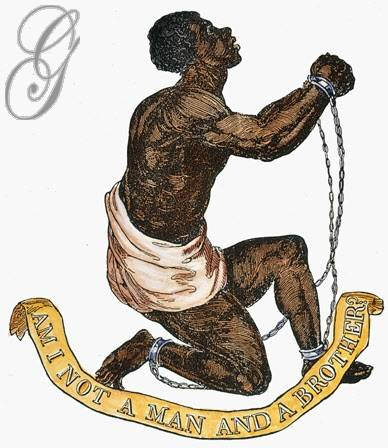 G
AM I NOT A MAN AND A BROTHER?